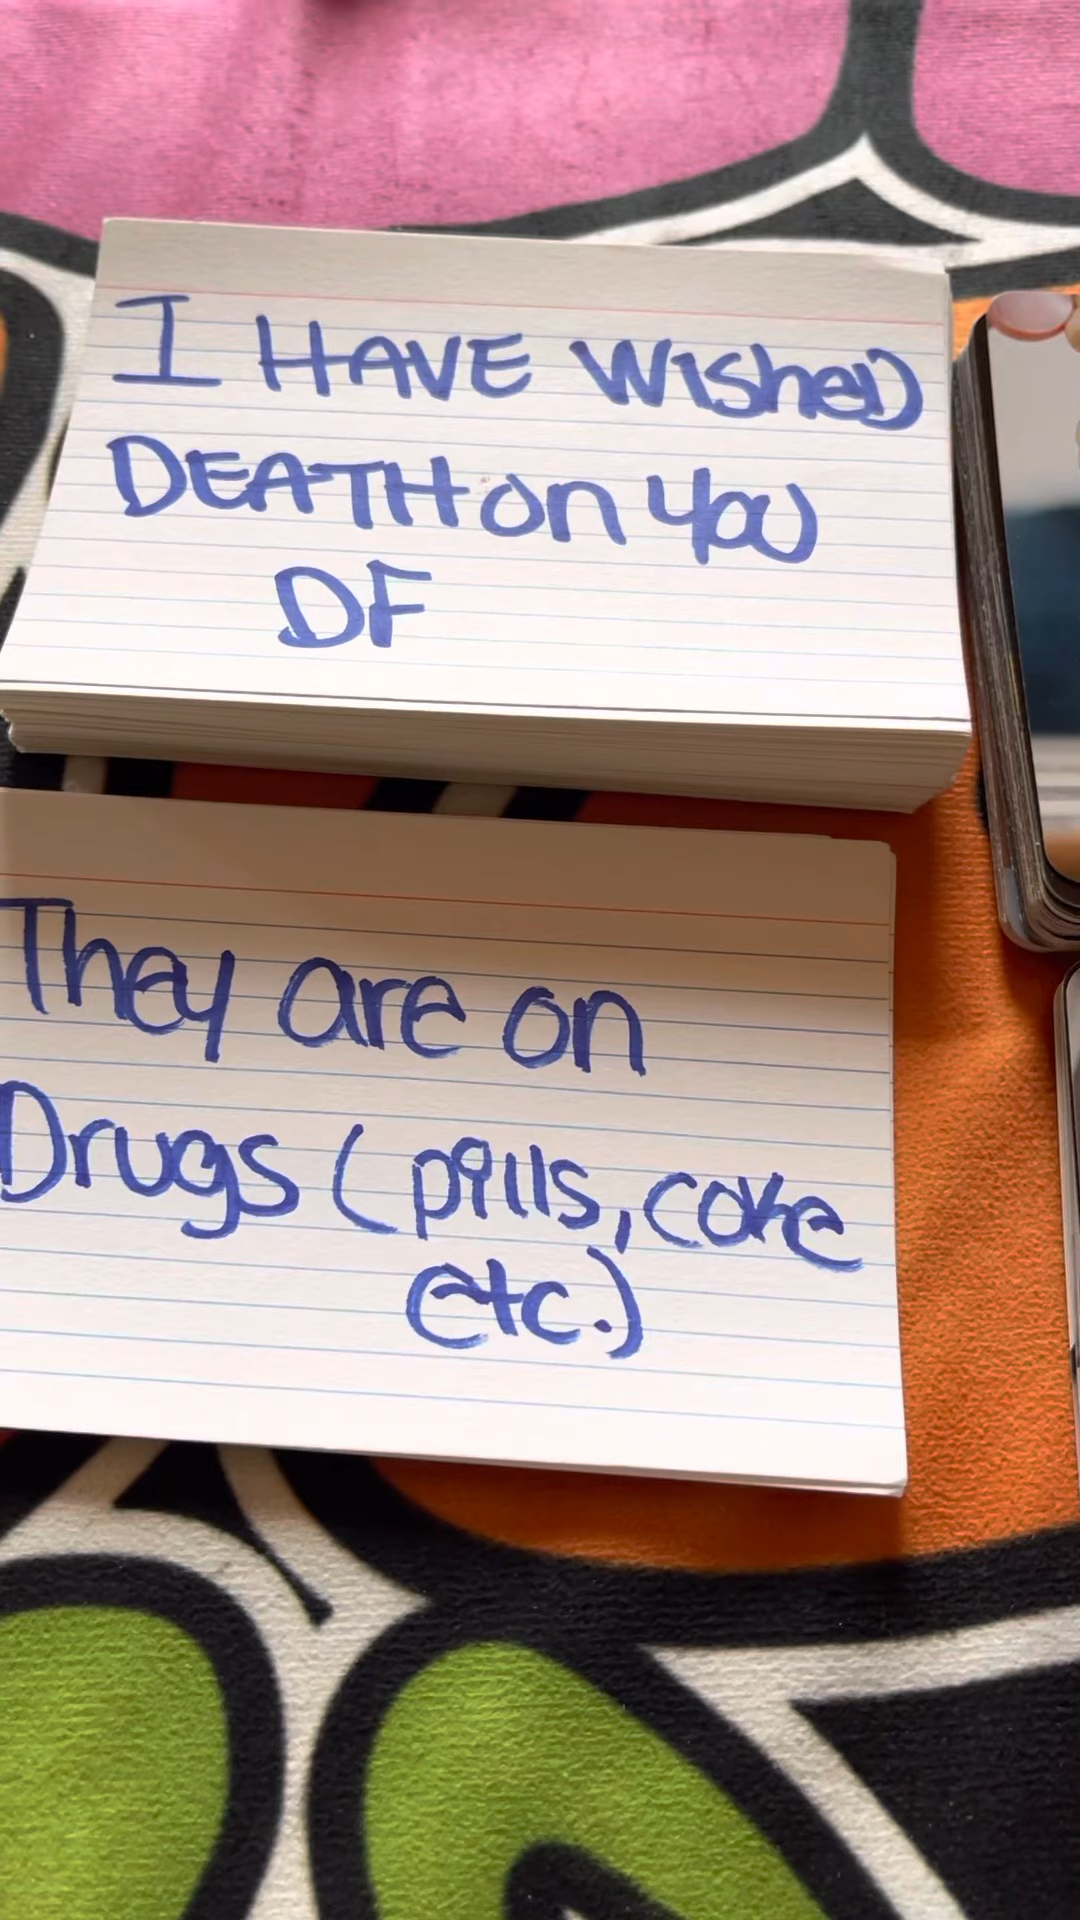 I HAVE WIShED
DEATH on you
DF
They are on
Drugs (pills, coke
etc.)